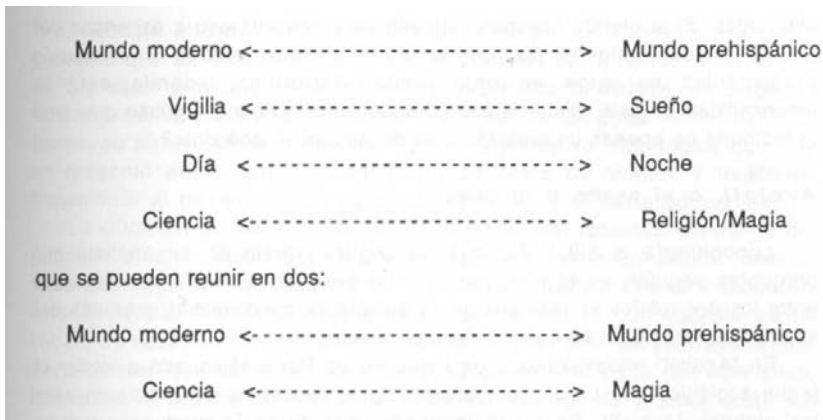 Mundo moderno <-----------------------------------> Mundo prehispánico
Vigilia <-----------------------------------> Sueño
Día <-----------------------------------> Noche
Ciencia <-----------------------------------> Religión/Magia
que se pueden reunir en dos:
Mundo moderno <-----------------------------------> Mundo prehispánico
Ciencia <-----------------------------------> Magia